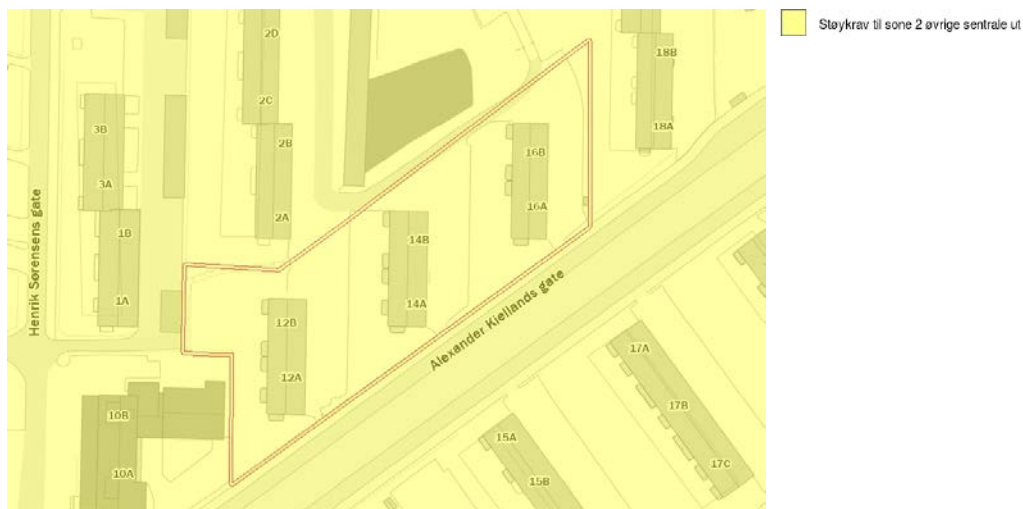 Støykrav til sone 2 øvrige sentrale ut
2D
2C
2B
2A
18B
18A
3B
3A
1B
1A
16B
16A
14B
14A
12B
12A
Henrik Sørensens gate
Alexander Kiellands gate
10B
10A
17A
17B
17C
15A
15B